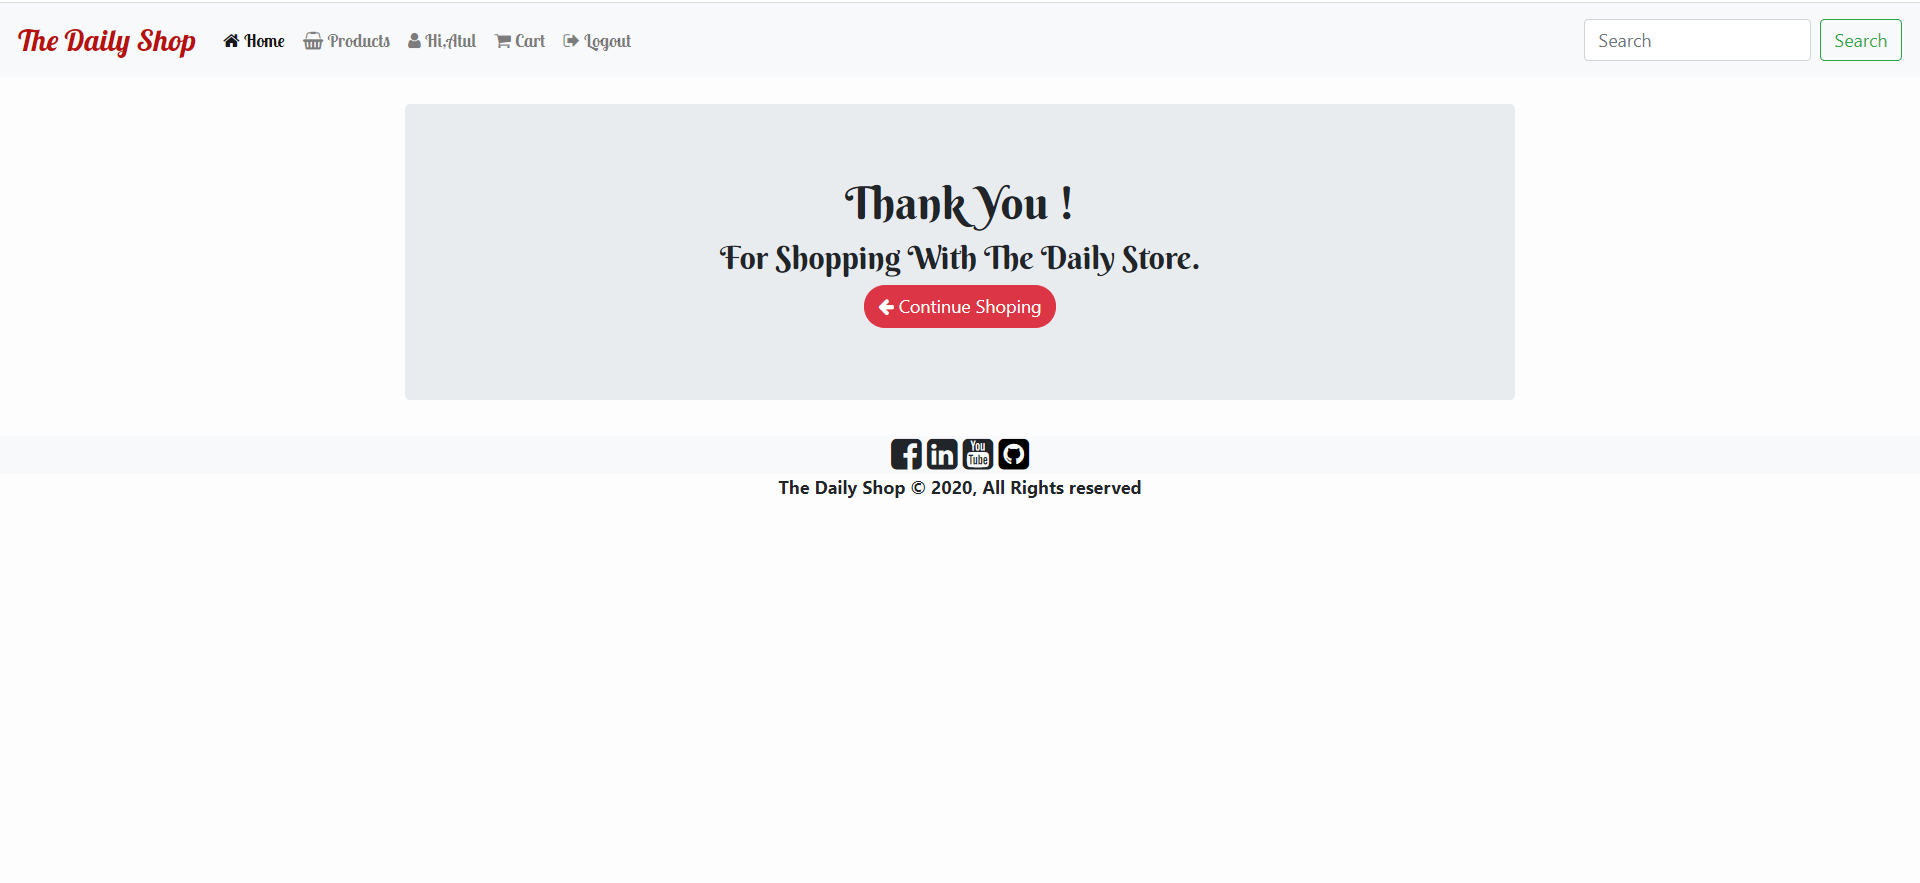 The Daily Shop Home Products Hi,Atul Cart Logout Search Search
Thank You !
For Shopping With The Daily Store.
Continue Shoping
You
Tube
The Daily Shop © 2020, All Rights reserved